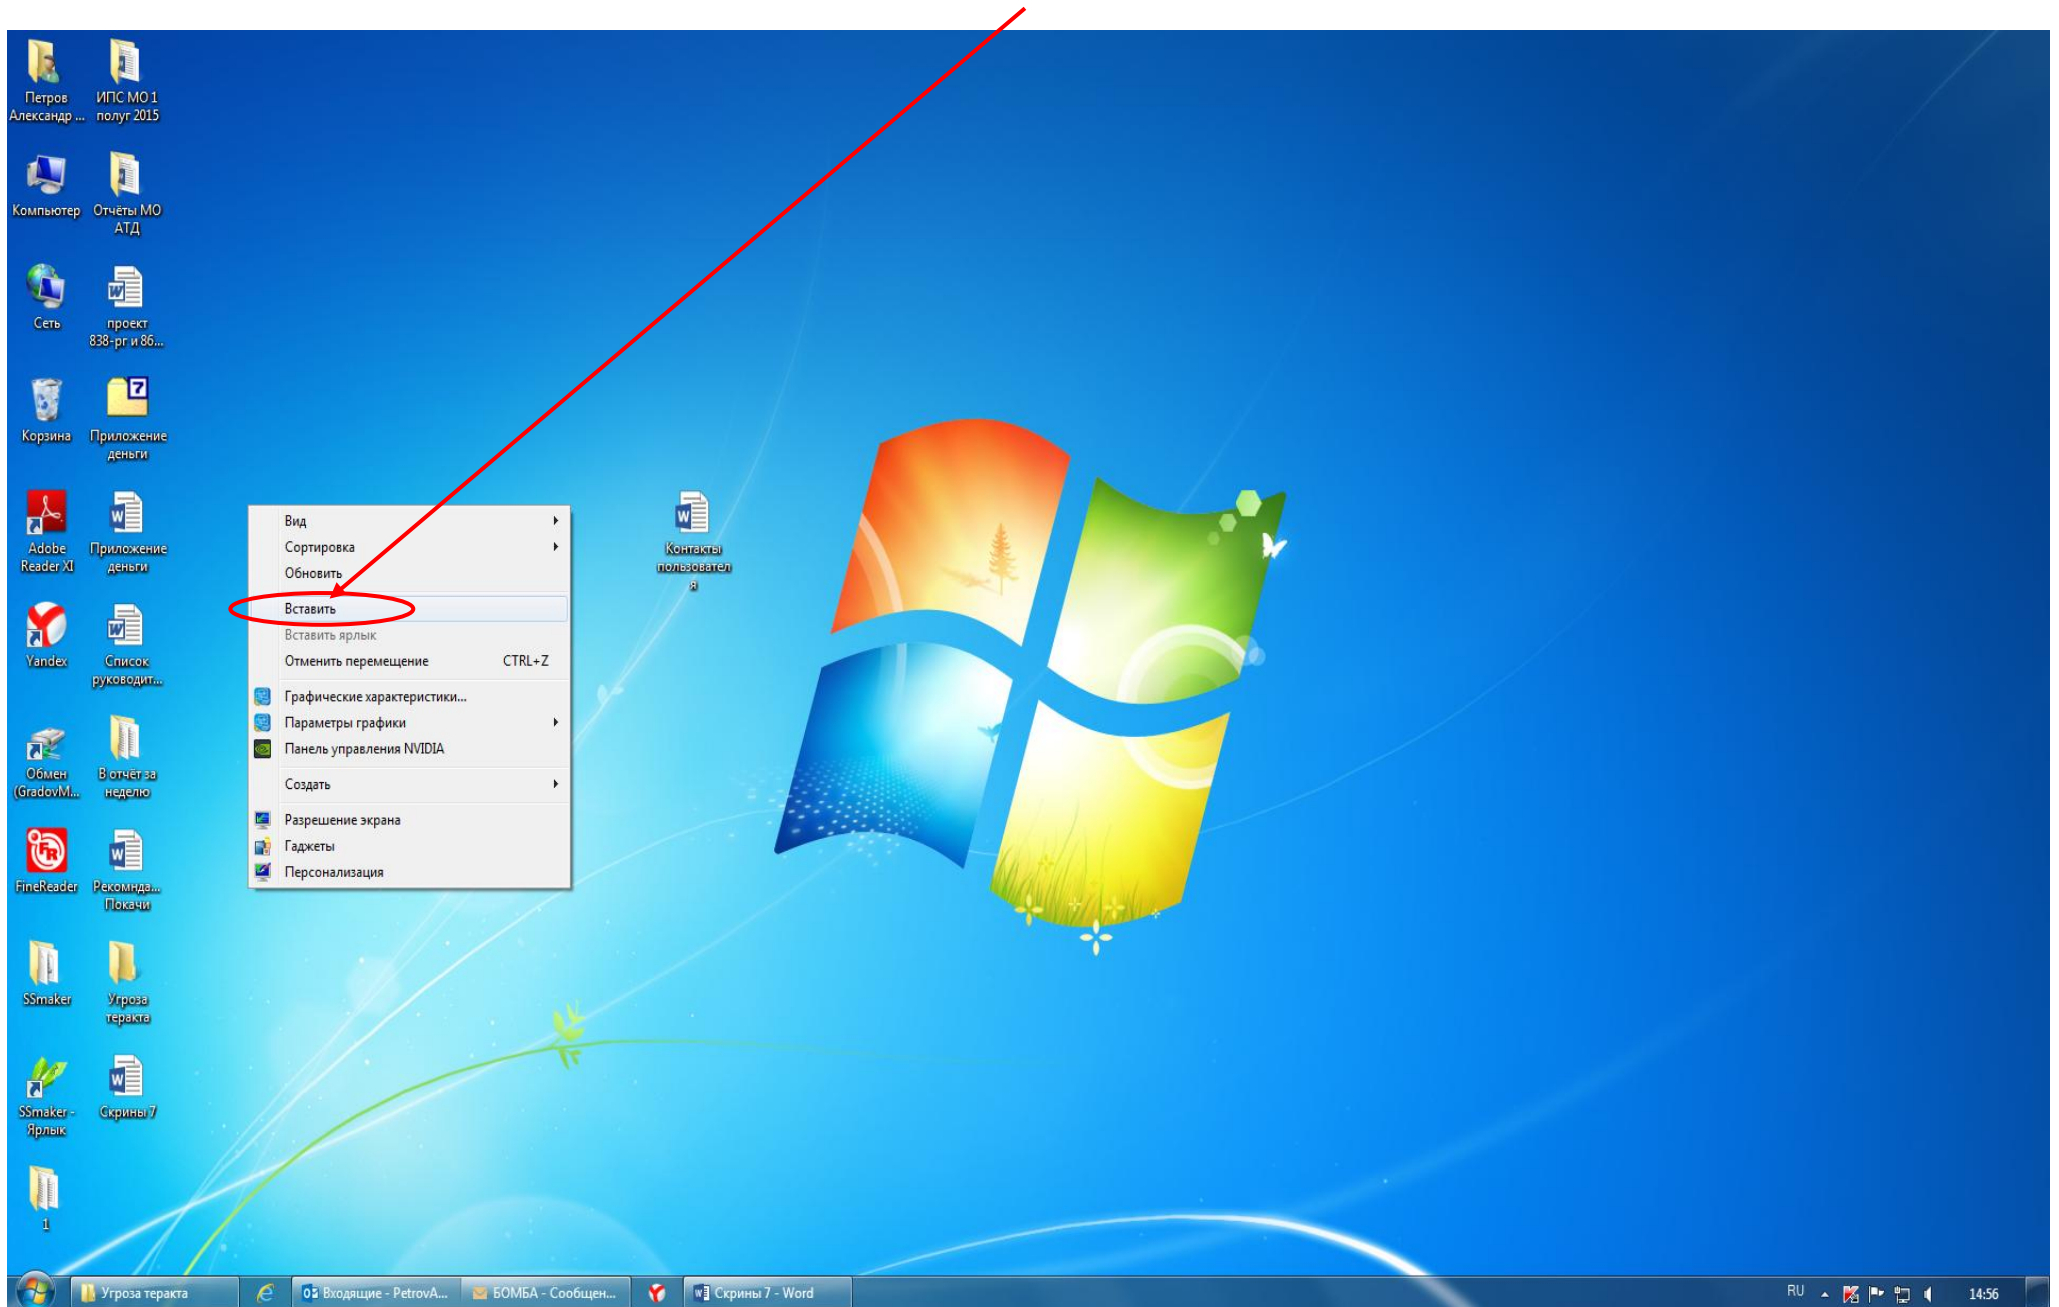 Петров
Александр ...
ИПС МО 1
полуг 2015
Компьютер
Отчёты МО
АТД
Сеть
проект
838-рг и 86...
Корзина
Приложение
деньги
Adobe
Reader XI
Приложение
деньги
Yandex
Список
руководит...
Обмен
(GradovM...
В отчёт за
неделю
FineReader
Рекомнда...
Покачи
SSmaker
Угроза
теракта
SSmaker -
Ярлык
Скрины 7
1
Контакты
пользовател
я
Вид
Сортировка
Обновить
Вставить
Вставить ярлык
Отменить перемещение CTRL+Z
Графические характеристики...
Параметры графики
Панель управления NVIDIA
Создать
Разрешение экрана
Гаджеты
Персонализация
Угроза теракта
Входящие - PetrovA...
БОМБА - Сообщен...
Скрины 7 - Word
RU
14:56